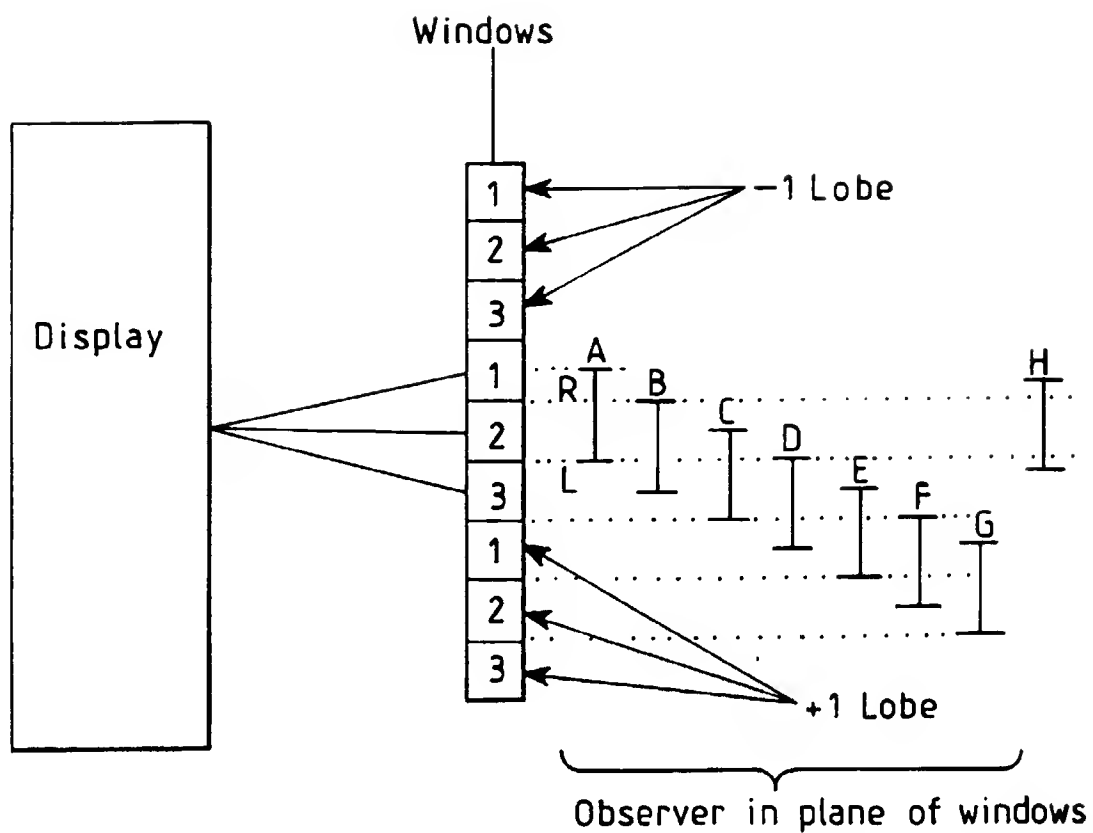 Windows
1
-1 Lobe
2
3
Display
1
A
H
R
B
2
C
D
L
3
E
F
G
1
2
3
+1 Lobe
Observer in plane of windows